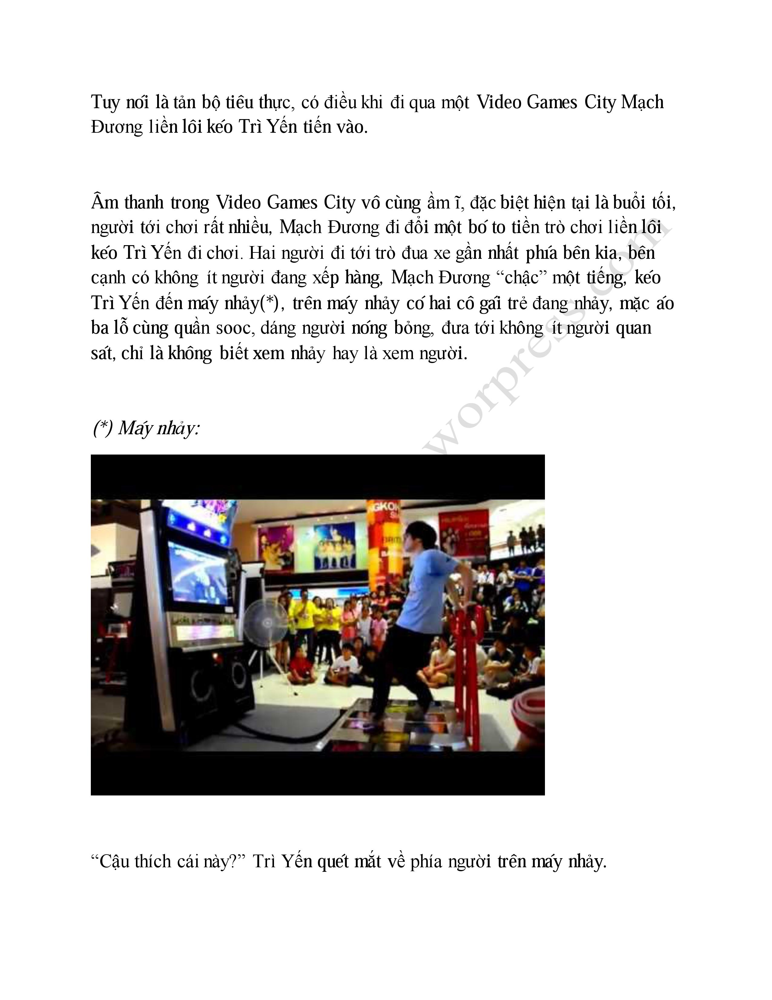 Tuy nói là tản bộ tiêu thực, có điều khi đi qua một Video Games City Mạch
Đương liền lôi kéo Trì Yến tiến vào.
Âm thanh trong Video Games City vô cùng ầm ĩ, đặc biệt hiện tại là buổi tối,
người tới chơi rất nhiều, Mạch Đương đi đổi một bó to tiền trò chơi liền lôi
kéo Trì Yến đi chơi. Hai người đi tới trò đua xe gần nhất phía bên kia, bên
cạnh có không ít người đang xếp hàng, Mạch Đương “chậc” một tiếng, kéo
Trì Yến đến máy nhảy(*), trên máy nhảy có hai cô gái trẻ đang nhảy, mặc áo
ba lỗ cùng quần sooc, dáng người nóng bỏng, đưa tới không ít người quan
sát, chỉ là không biết xem nhảy hay là xem người.
worpress.com
(*) Máy nhảy:
GKOK
“Cậu thích cái này?” Trì Yến quét mắt về phía người trên máy nhảy.